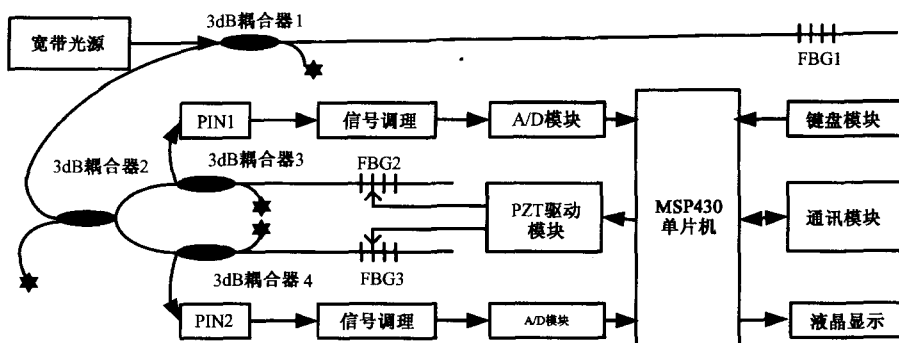 3dB耦合器1
宽带光源
FBG1
PIN1
信号调理
A/D模块
键盘模块
3dB耦合器2
3dB耦合器3
FBG2
PZT驱动
模块
MSP430
单片机
通讯模块
FBG3
3dB耦合器4
PIN2
信号调理
A/D模块
液晶显示